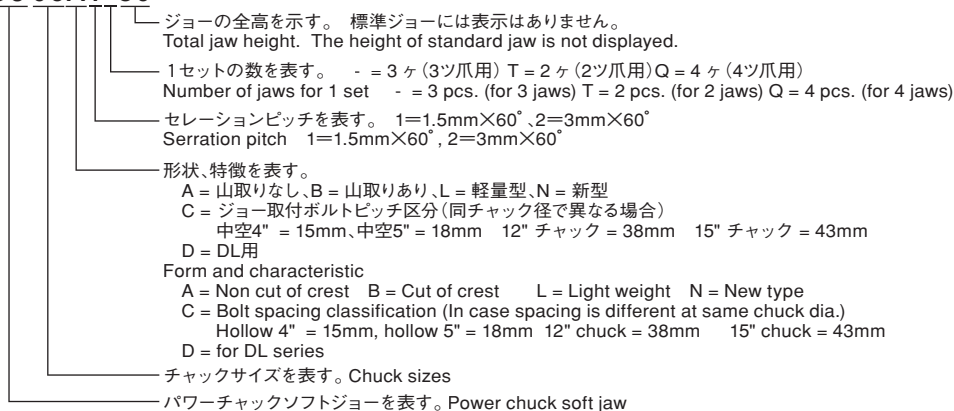 ジョーの全高を示す。 標準ジョーには表示はありません。
Total jaw height. The height of standard jaw is not displayed.
1セットの数を表す。 - = 3 ヶ（3ツ爪用） T = 2 ヶ（2ツ爪用）Q = 4 ヶ（4ツ爪用）
Number of jaws for 1 set - = 3 pcs. (for 3 jaws) T = 2 pcs. (for 2 jaws) Q = 4 pcs. (for 4 jaws)
セレーションピッチを表す。 1＝1.5mm×60°、2＝3mm×60°
Serration pitch 1＝1.5mm×60°, 2＝3mm×60°
形状、特徴を表す。
A = 山取りなし、B = 山取りあり、L = 軽量型、N = 新型
C = ジョー取付ボルトピッチ区分（同チャック径で異なる場合）
中空4" = 15mm、中空5" = 18mm 12" チャック = 38mm 15" チャック = 43mm
D = DL用
Form and characteristic
A = Non cut of crest B = Cut of crest L = Light weight N = New type
C = Bolt spacing classification (In case spacing is different at same chuck dia.)
Hollow 4" = 15mm, hollow 5" = 18mm 12" chuck = 38mm 15" chuck = 43mm
D = for DL series
チャックサイズを表す。Chuck sizes
パワーチャックソフトジョーを表す。Power chuck soft jaw